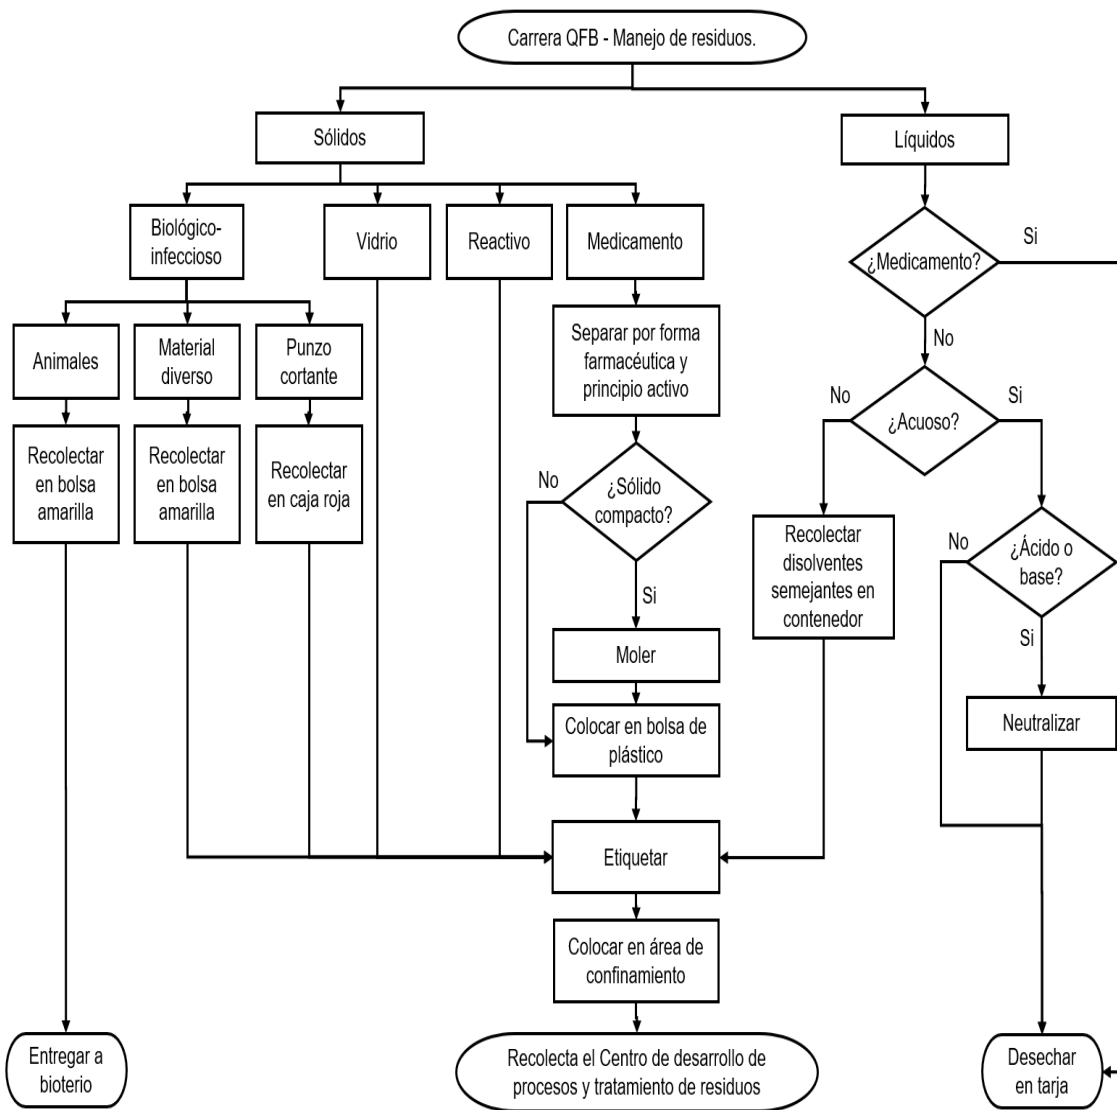 Carrera QFB - Manejo de residuos.
Sólidos
Líquidos
Biológico-
infeccioso
Vidrio
Reactivo
Medicamento
¿Medicamento?
Si
No
Animales
Material
diverso
Punzo
cortante
Separar por forma
farmacéutica y
principio activo
¿Acuoso?
No
Si
Recolectar
en bolsa
amarilla
Recolectar
en bolsa
amarilla
Recolectar
en caja roja
¿Sólido
compacto?
No
Si
Recolectar
disolventes
semejantes en
contenedor
¿Ácido o
base?
No
Si
Moler
Neutralizar
Colocar en bolsa de
plástico
Etiquetar
Colocar en área de
confinamiento
Entregar a
bioterio
Recolecta el Centro de desarrollo de
procesos y tratamiento de residuos
Desechar
en tarja